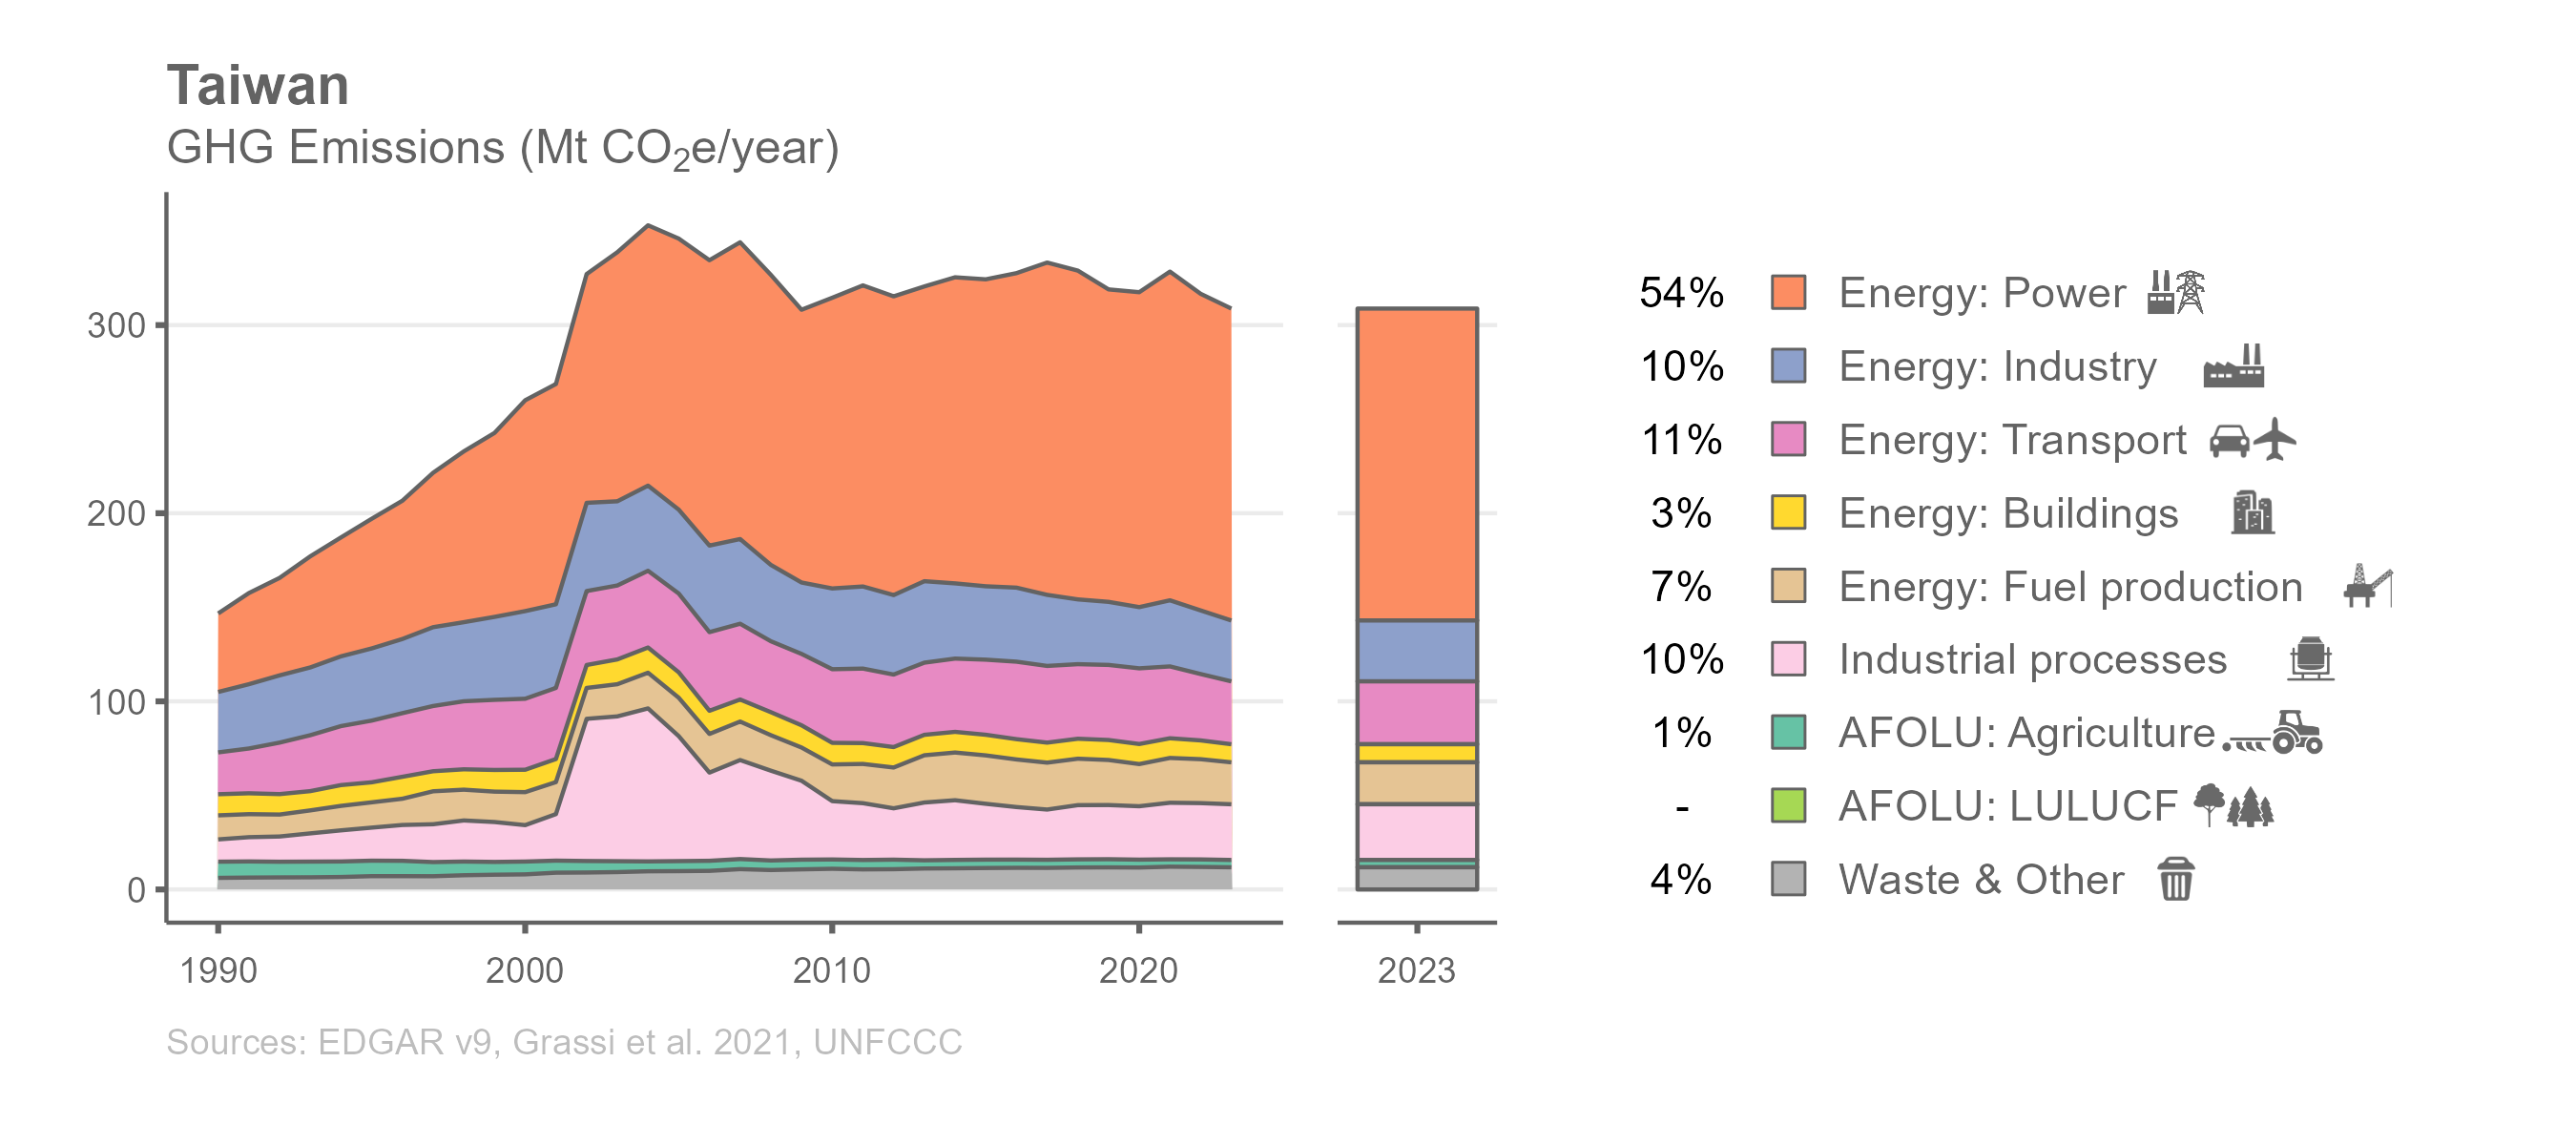 Taiwan
GHG Emissions (Mt CO₂e/year)
300
200
100
0
1990 2000 2010 2020 2023
54% Energy: Power
10% Energy: Industry
11% Energy: Transport
3% Energy: Buildings
7% Energy: Fuel production
10% Industrial processes
1% AFOLU: Agriculture
- AFOLU: LULUCF
4% Waste & Other
Sources: EDGAR v9, Grassi et al. 2021, UNFCCC